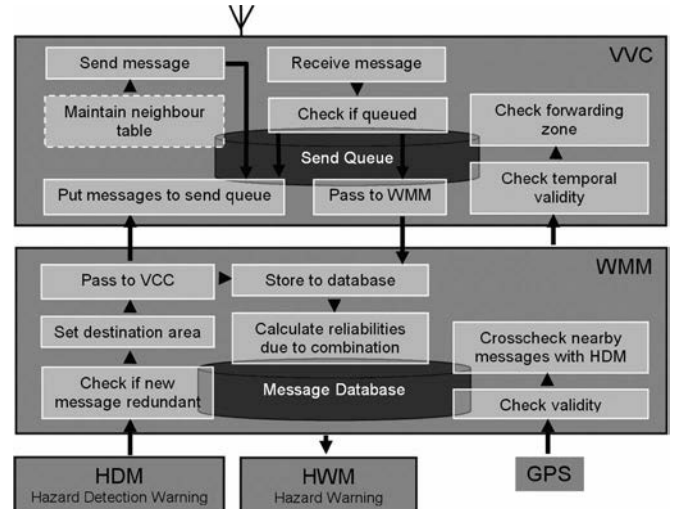 VVC
Send message
Receive message
Maintain neighbour
table
Check if queued
Check forwarding
zone
Send Queue
Check temporal
validity
Put messages to send queue
Pass to WMM
WMM
Pass to VCC
Store to database
Set destination area
Calculate reliabilities
due to combination
Crosscheck nearby
messages with HDM
Check if new
message redundant
Message Database
Check validity
HDM
Hazard Detection Warning
HWM
Hazard Warning
GPS